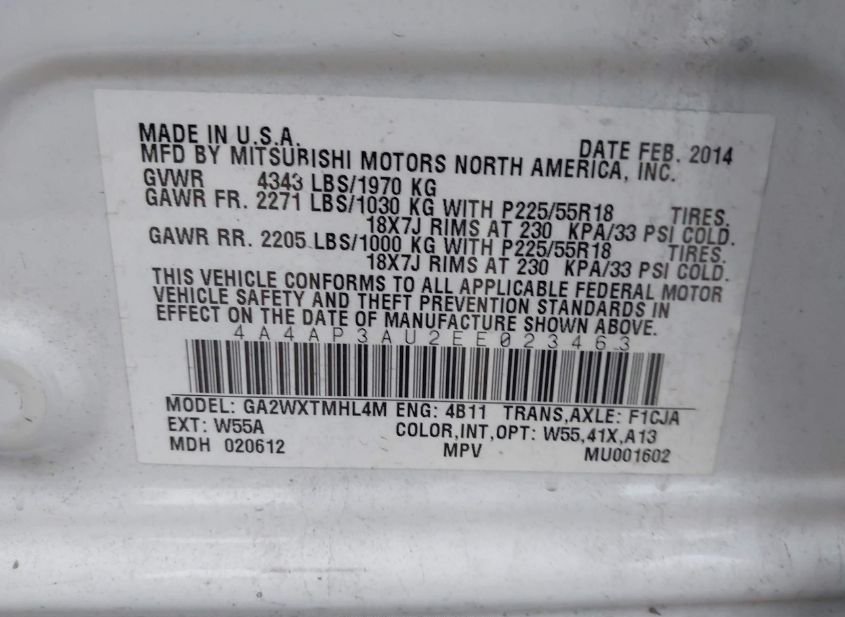 MADE IN U.S.A. DATE FEB. 2014
MFD BY MITSURISHI MOTORS NORTH AMERICA, INC.
GVWR 4343 LBS/1970 KG
GAWR FR. 2271 LBS/1030 KG WITH P225/55R18 TIRES.
18X7J RIMS AT 230 KPA/33 PSI COLD.
GAWR RR. 2205 LBS/1000 KG WITH P225/55R18 TIRES.
18X7J RIMS AT 230 KPA/33 PSI COLD.
THIS VEHICLE CONFORMS TO ALL APPLICABLE FEDERAL MOTOR
VEHICLE SAFETY AND THEFT PREVENTION STANDARDS IN
EFFECT ON THE DATE OF MANUFACTURE SHOWN ABOVE.
4A4AP3AU2EE023463
MODEL: GA2WXTMHL4M ENG: 4B11 TRANS,AXLE: F1CJA
EXT: W55A COLOR,INT,OPT: W55,41X,A13
MDH 020612 MPV MU001602